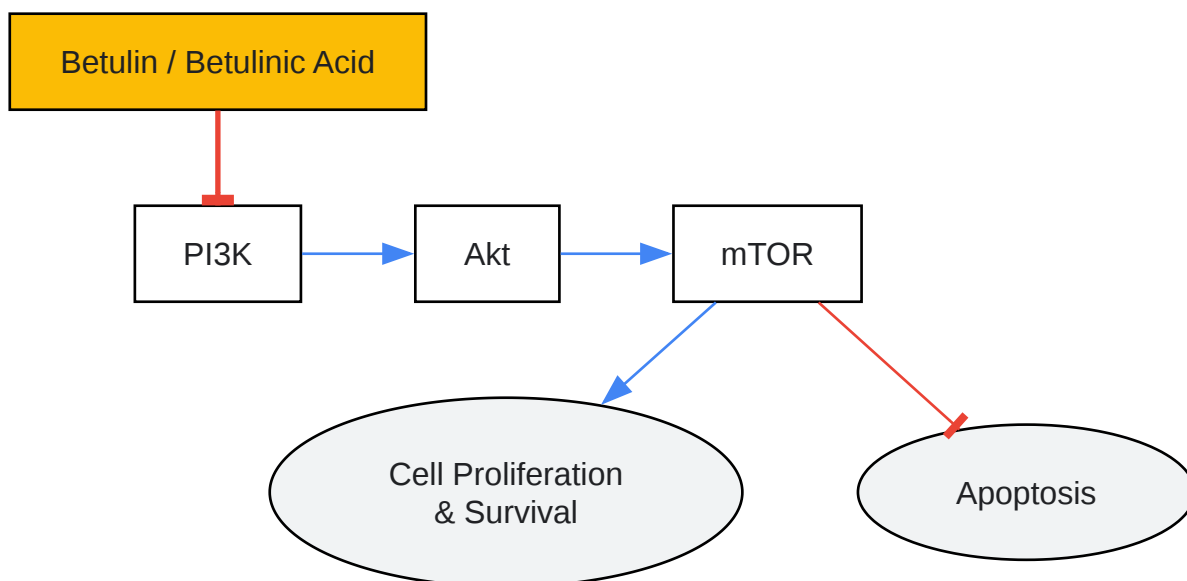 Betulin / Betulinic Acid
PI3K
Akt
mTOR
Cell Proliferation
& Survival
Apoptosis